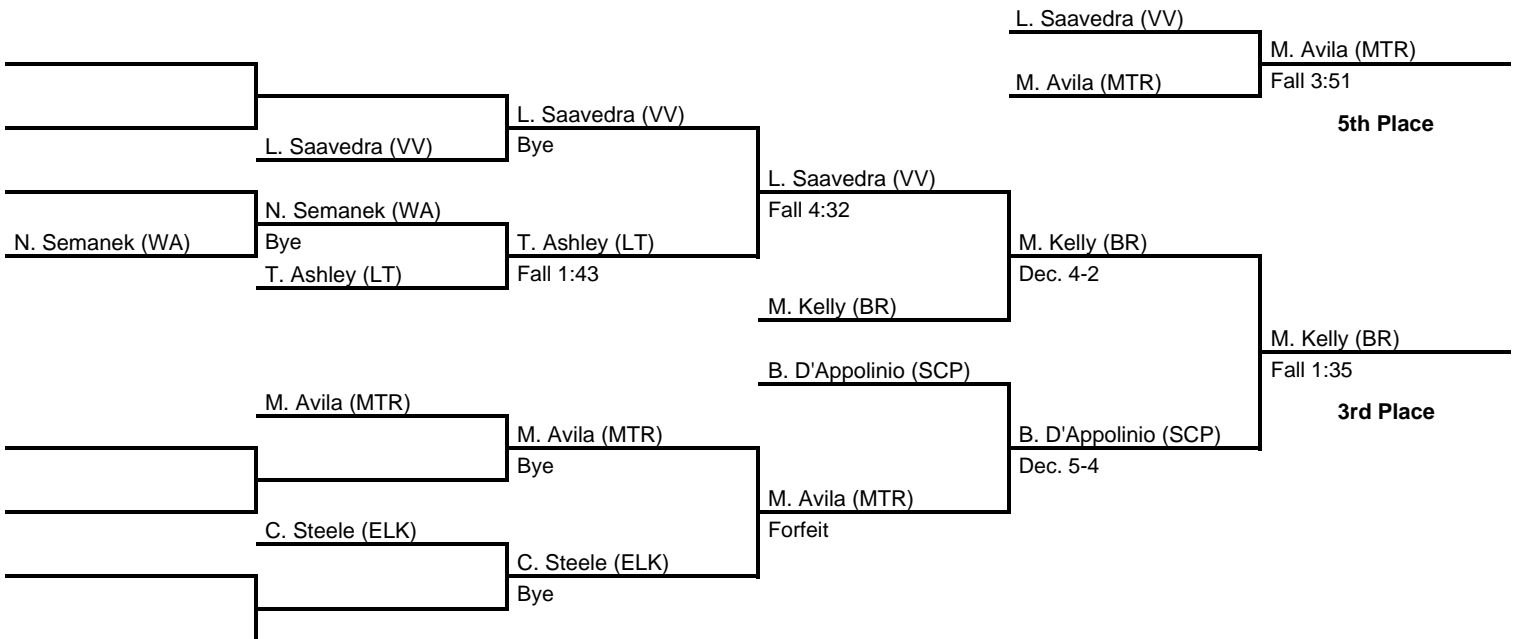 L. Saavedra (VV)
M. Avila (MTR)
M. Avila (MTR)
Fall 3:51
5th Place
L. Saavedra (VV)
L. Saavedra (VV)
Bye
L. Saavedra (VV)
Fall 4:32
N. Semanek (WA)
N. Semanek (WA)
Bye
T. Ashley (LT)
T. Ashley (LT)
Fall 1:43
M. Kelly (BR)
M. Kelly (BR)
Dec. 4-2
M. Kelly (BR)
Fall 1:35
3rd Place
B. D'Appolinio (SCP)
M. Avila (MTR)
M. Avila (MTR)
Bye
B. D'Appolinio (SCP)
Dec. 5-4
M. Avila (MTR)
Forfeit
C. Steele (ELK)
C. Steele (ELK)
Bye